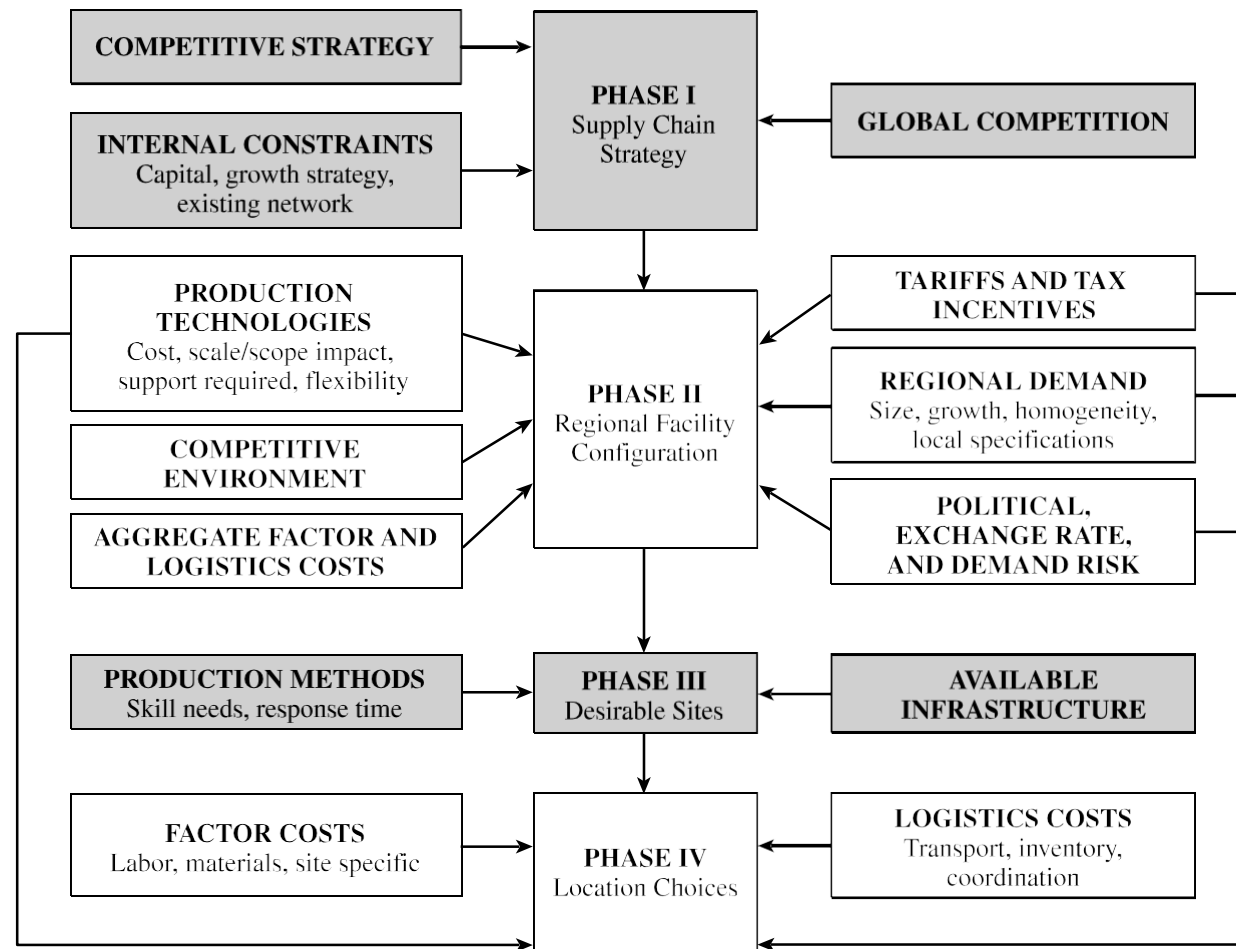 COMPETITIVE STRATEGY
PHASE I
Supply Chain
Strategy
GLOBAL COMPETITION
INTERNAL CONSTRAINTS
Capital, growth strategy,
existing network
PRODUCTION
TECHNOLOGIES
Cost, scale/scope impact,
support required, flexibility
COMPETITIVE
ENVIRONMENT
AGGREGATE FACTOR AND
LOGISTICS COSTS
PHASE II
Regional Facility
Configuration
TARIFFS AND TAX
INCENTIVES
REGIONAL DEMAND
Size, growth, homogeneity,
local specifications
POLITICAL,
EXCHANGE RATE,
AND DEMAND RISK
PRODUCTION METHODS
Skill needs, response time
PHASE III
Desirable Sites
AVAILABLE
INFRASTRUCTURE
FACTOR COSTS
Labor, materials, site specific
PHASE IV
Location Choices
LOGISTICS COSTS
Transport, inventory,
coordination